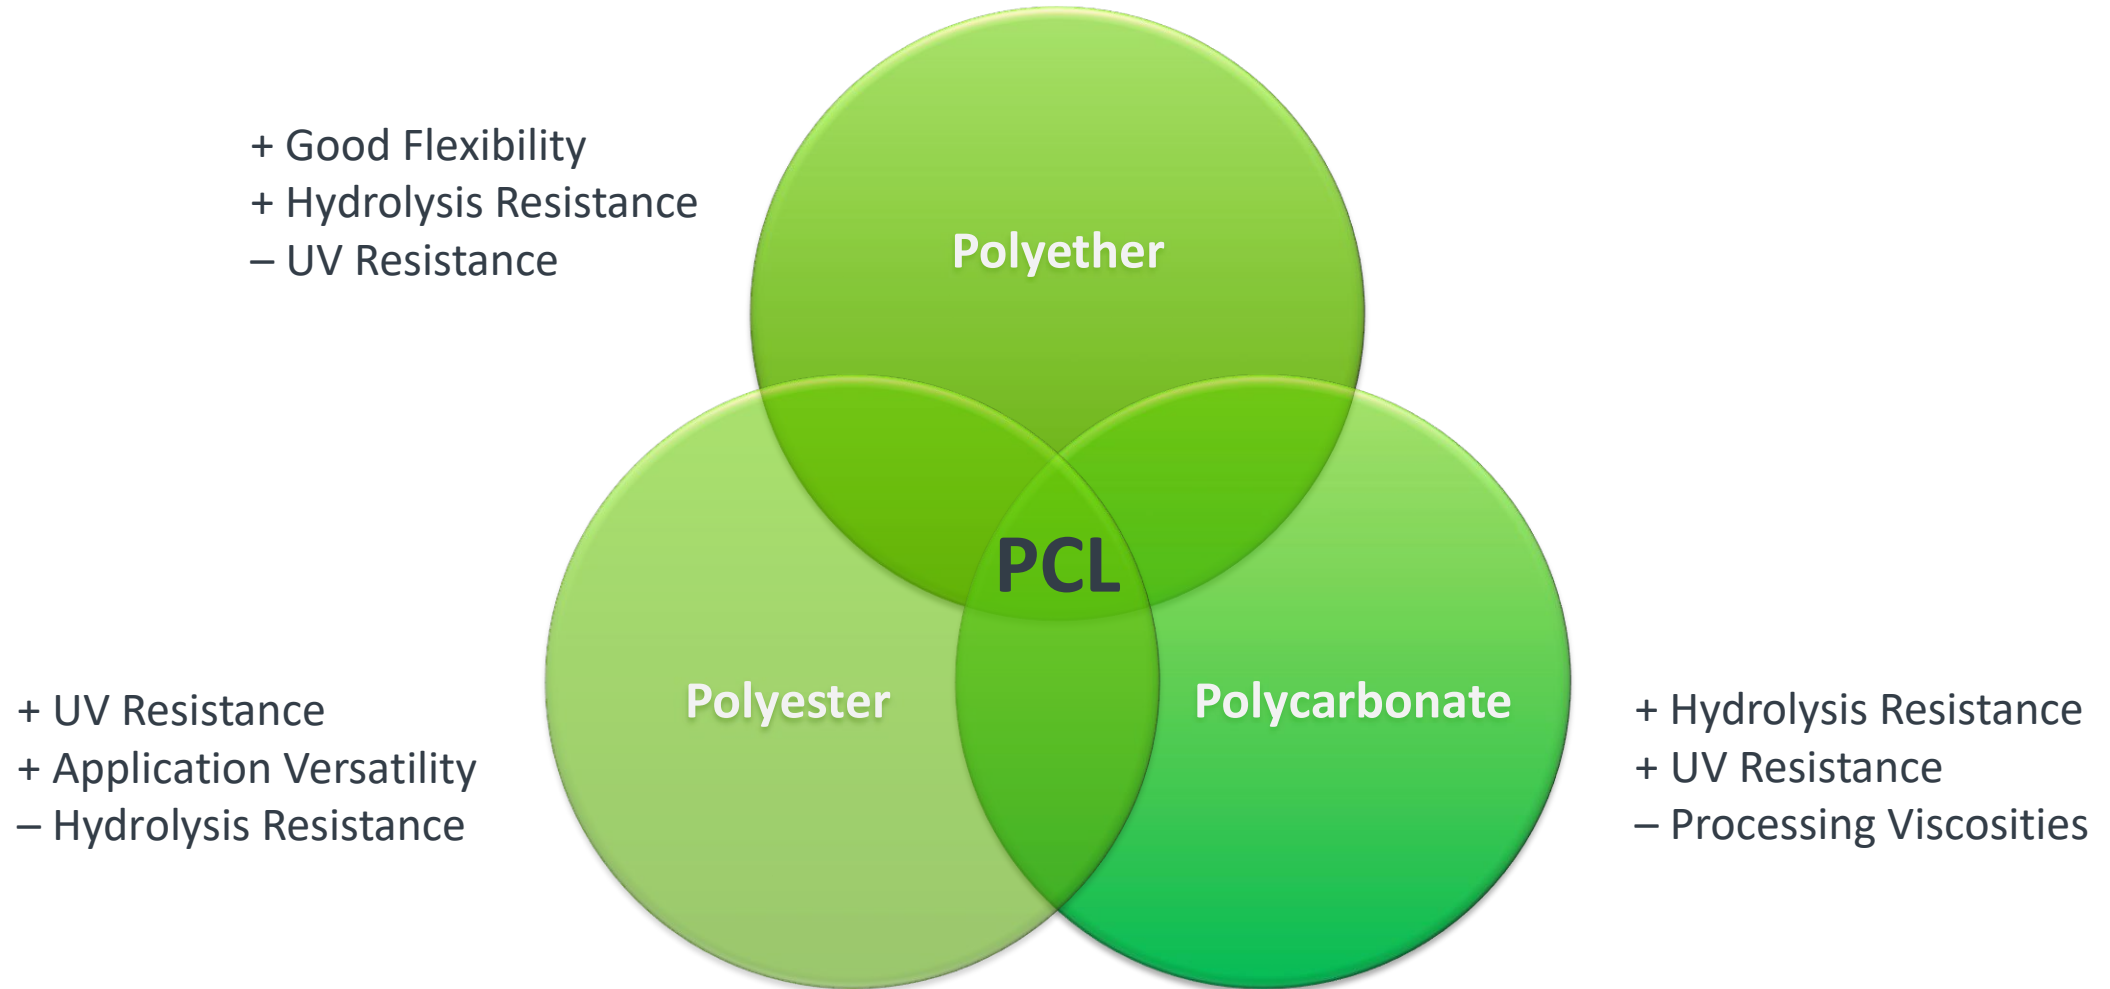 + Good Flexibility
+ Hydrolysis Resistance
– UV Resistance
Polyether
PCL
Polyester
Polycarbonate
+ UV Resistance
+ Application Versatility
– Hydrolysis Resistance
+ Hydrolysis Resistance
+ UV Resistance
– Processing Viscosities